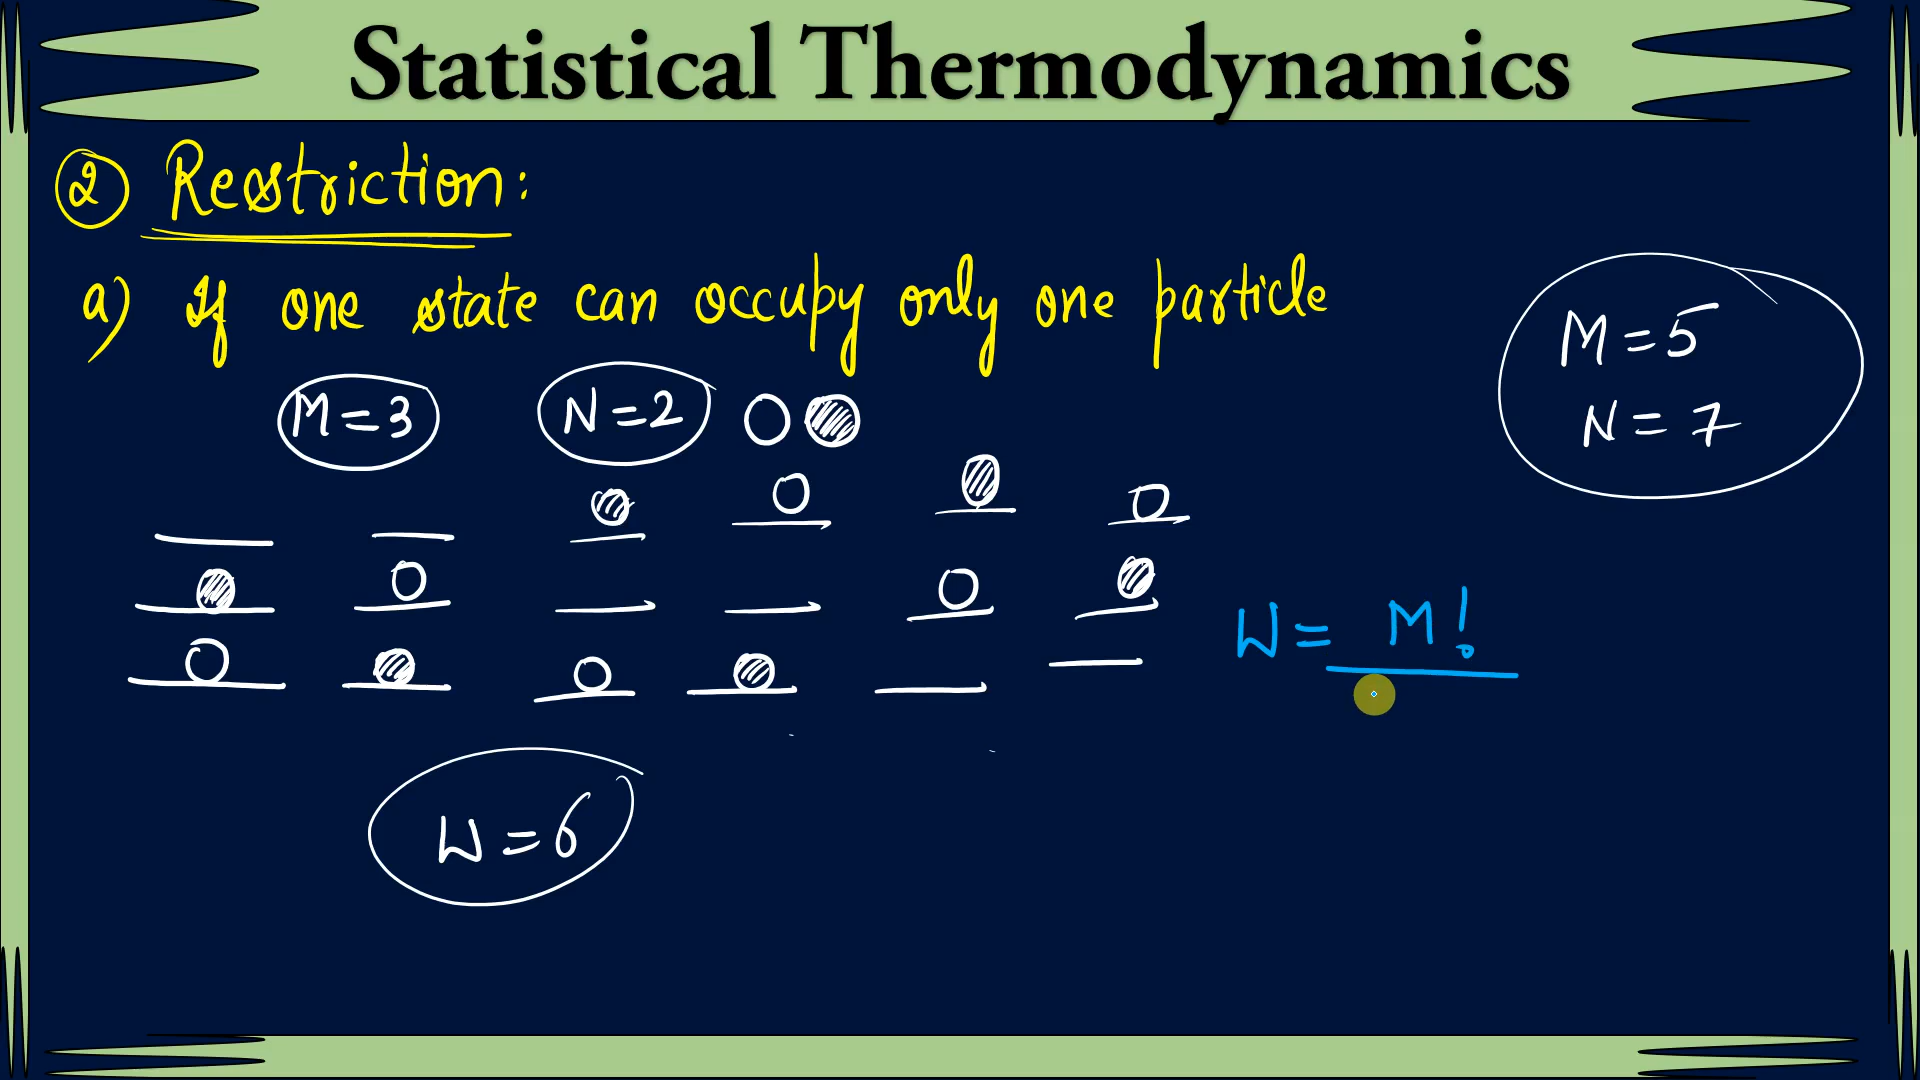 Statistical Thermodynamics
② Restriction:
a) If one state can occupy only one particle
M = 3 N = 2
M = 5
N = 7
W = M!
W = 6